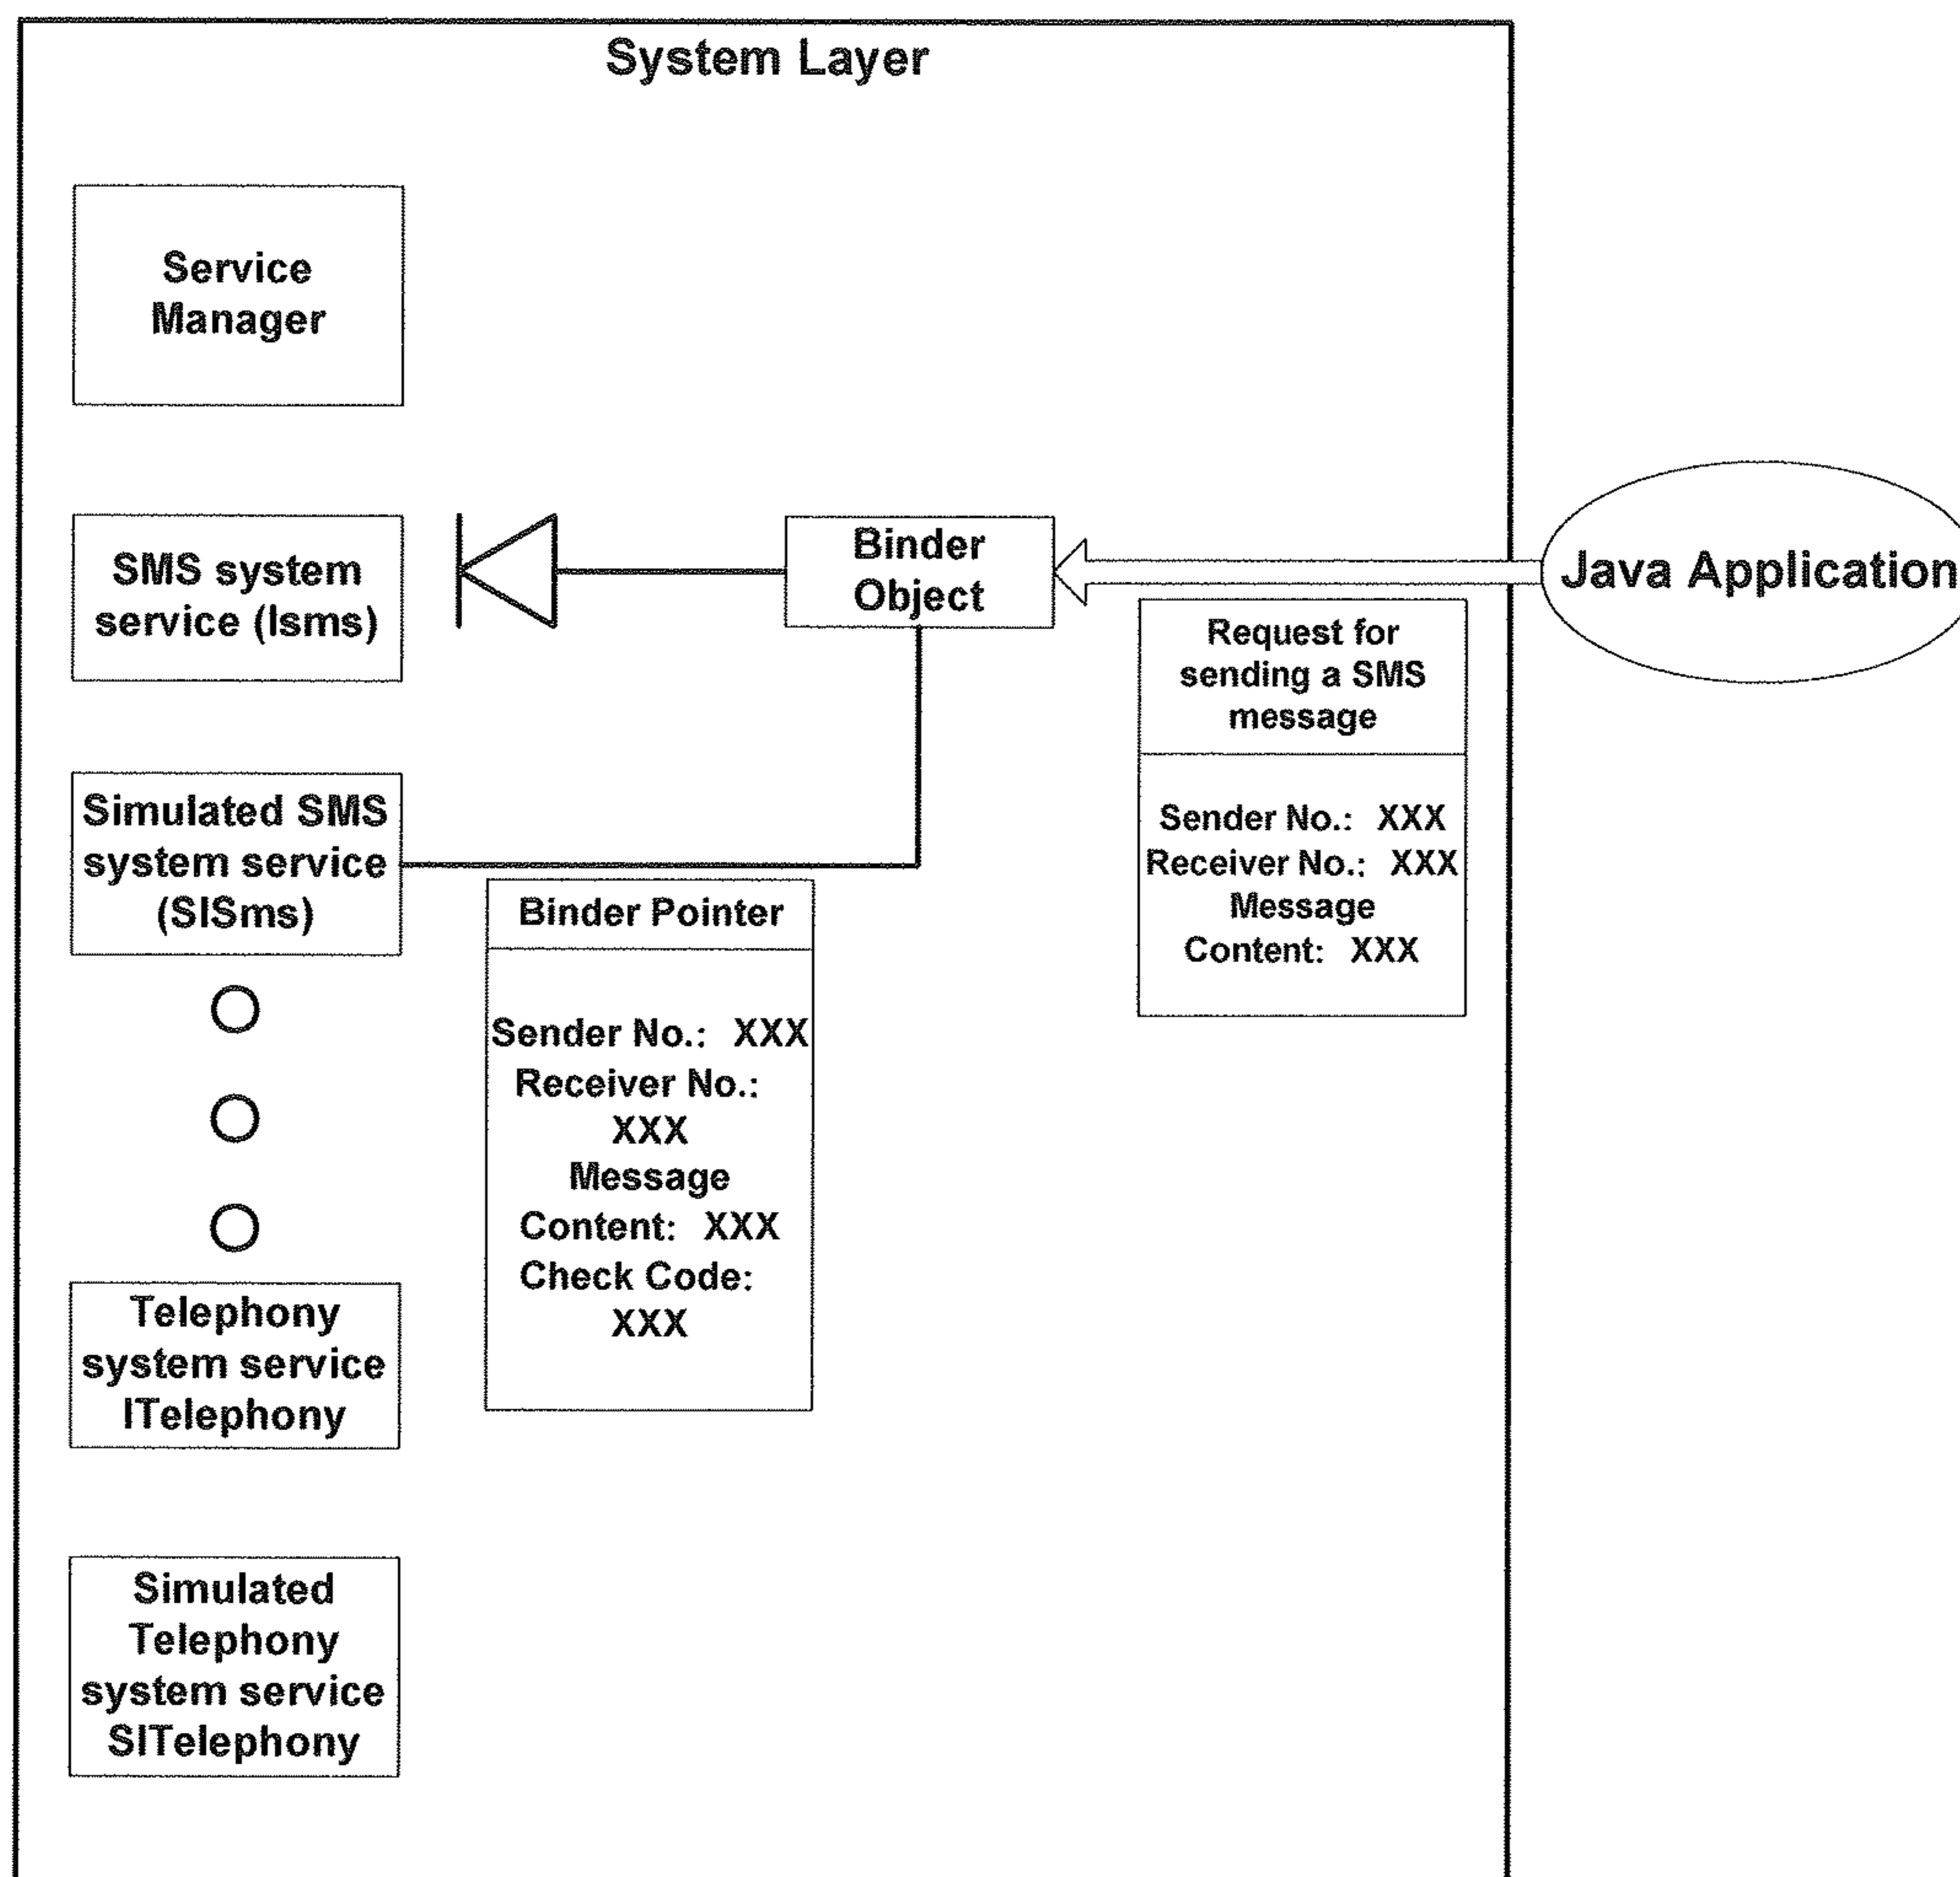 System Layer
Service
Manager
SMS system
service (Isms)
Binder
Object
Java Application
Request for
sending a SMS
message
Sender No.: XXX
Receiver No.: XXX
Message
Content: XXX
Simulated SMS
system service
(SISms)
Binder Pointer
Sender No.: XXX
Receiver No.:
XXX
Message
Content: XXX
Check Code:
XXX
Telephony
system service
ITelephony
Simulated
Telephony
system service
SITelephony